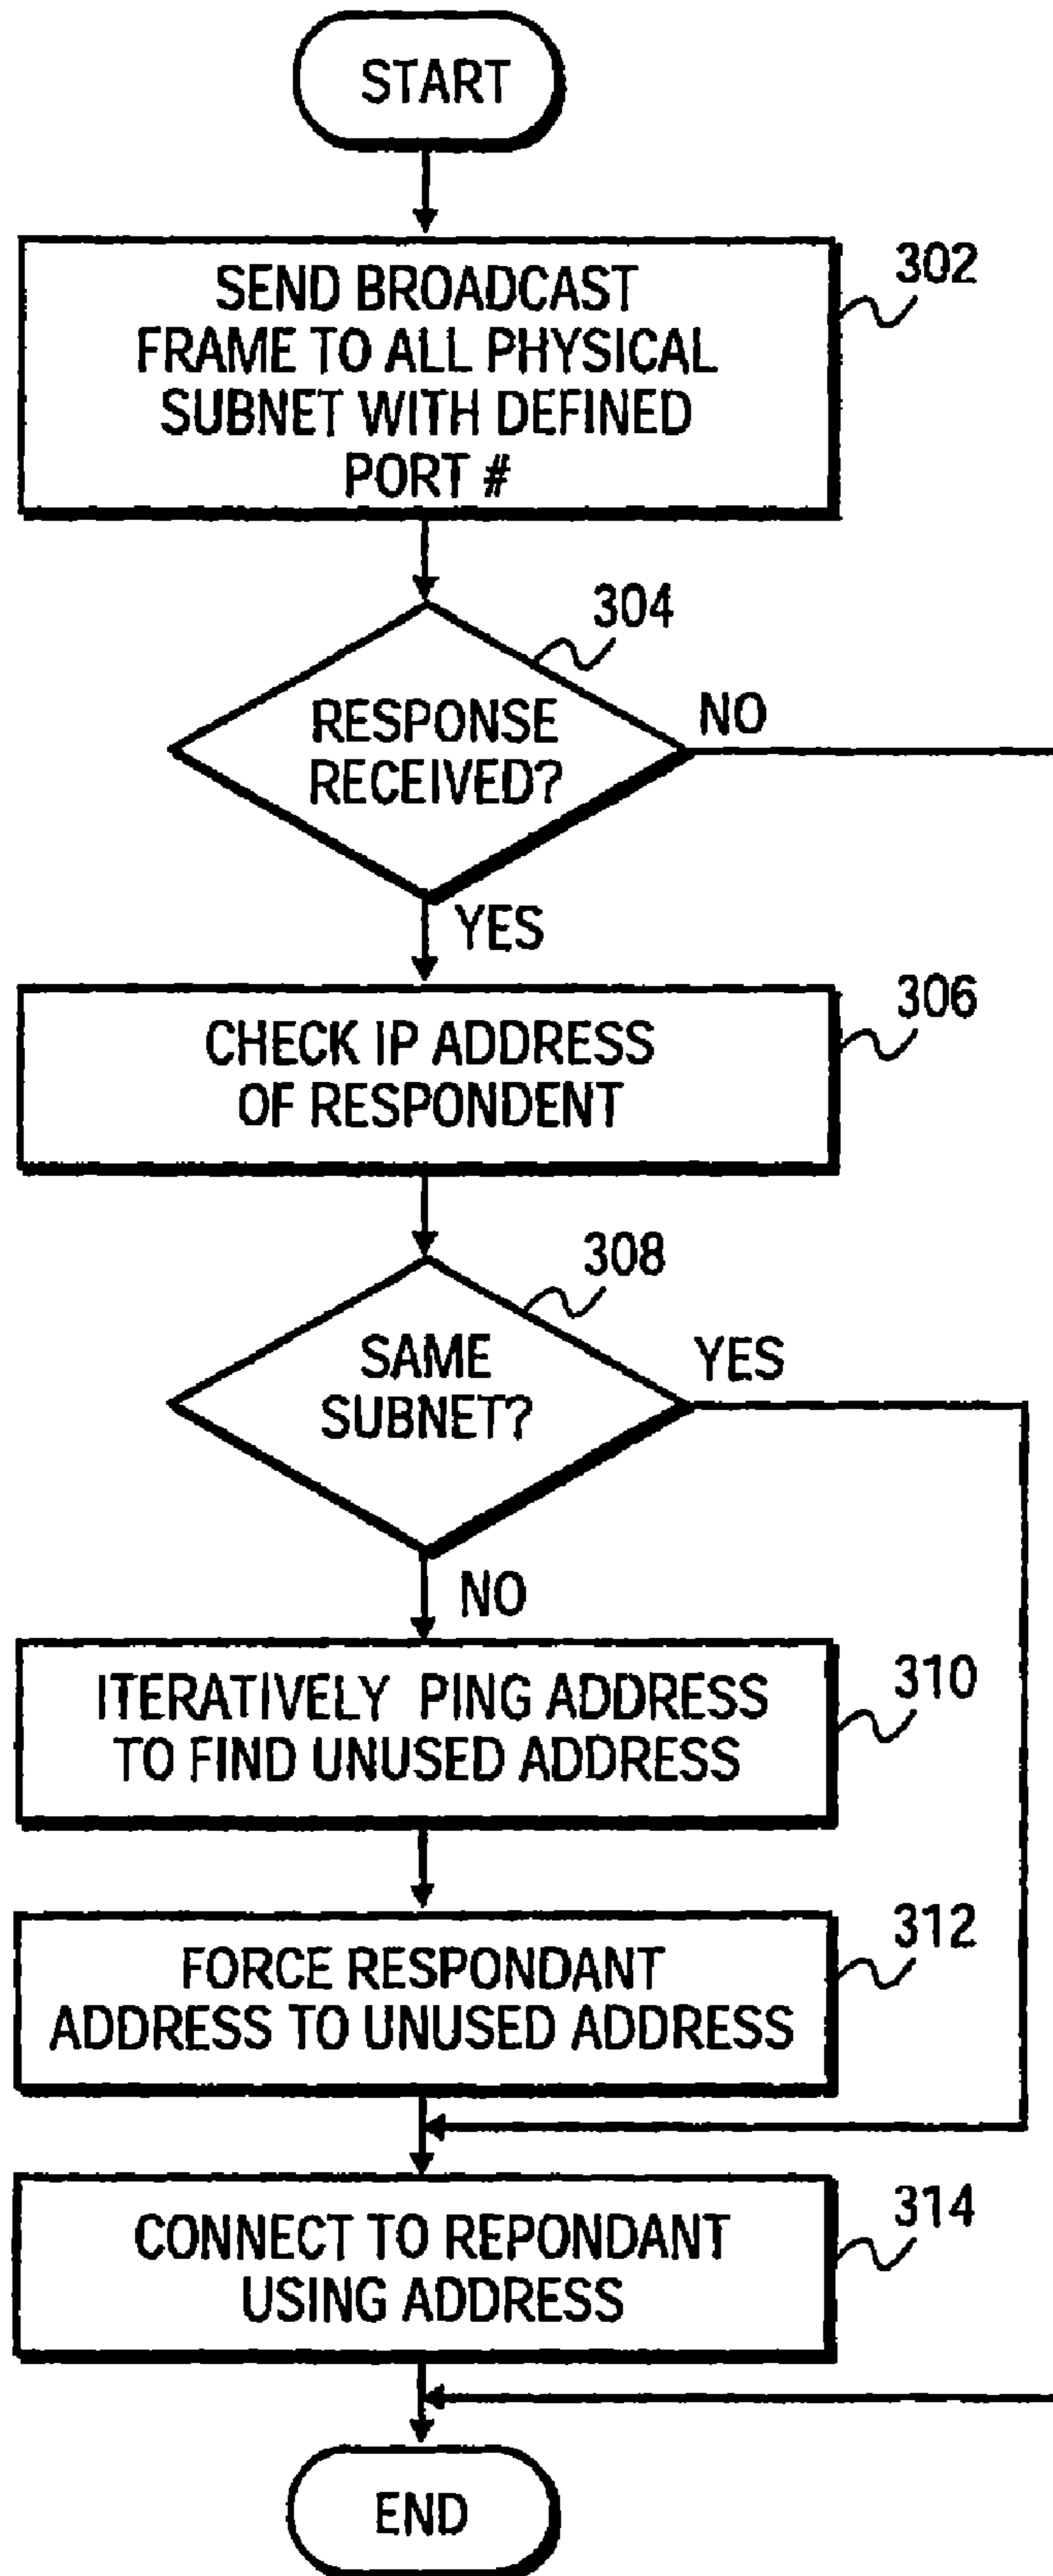 START
SEND BROADCAST
FRAME TO ALL PHYSICAL
SUBNET WITH DEFINED
PORT #
302
304
RESPONSE
RECEIVED?
NO
YES
CHECK IP ADDRESS
OF RESPONDENT
306
308
SAME
SUBNET?
YES
NO
ITERATIVELY PING ADDRESS
TO FIND UNUSED ADDRESS
310
FORCE RESPONDANT
ADDRESS TO UNUSED ADDRESS
312
CONNECT TO REPONDANT
USING ADDRESS
314
END